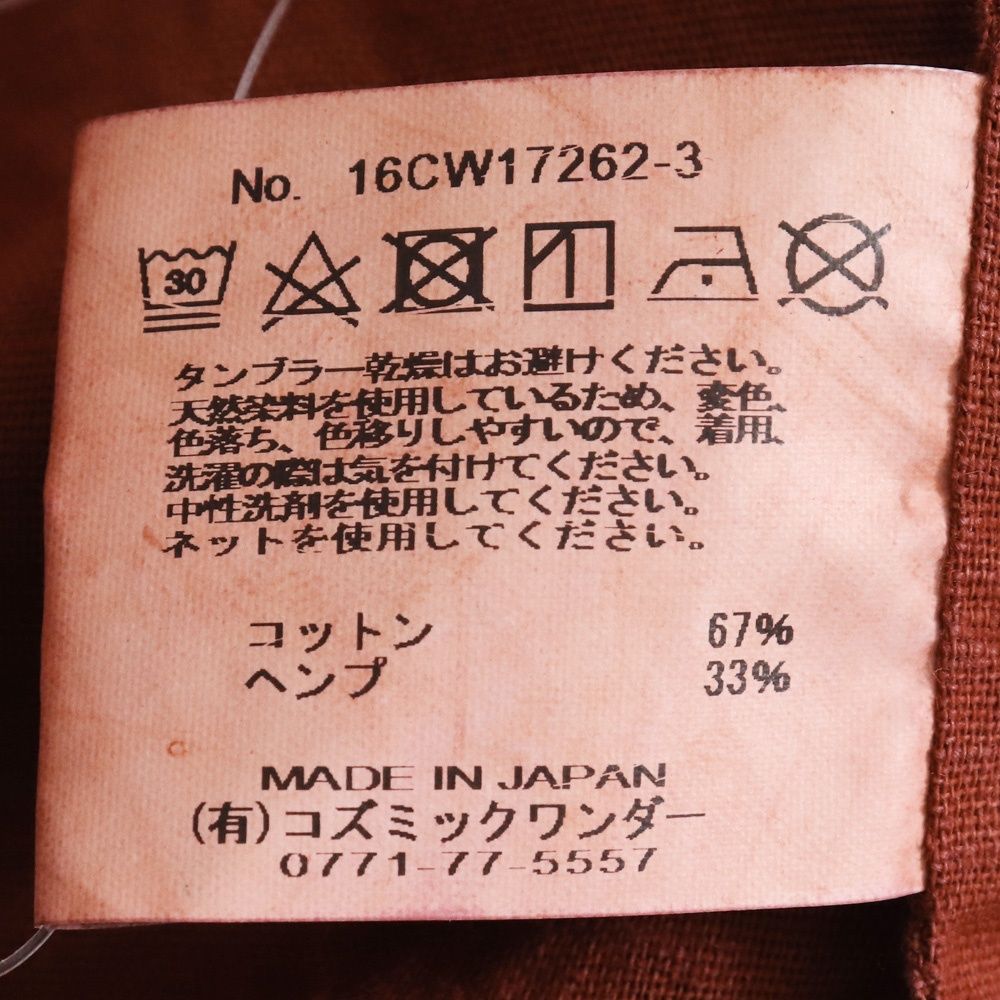 No. 16CW17262-3
30
タンブラー乾燥はお避けください。
天然染料を使用しているため、変色、
色落ち、色移りしやすいので、着用、
洗濯の際は気を付けてください。
中性洗剤を使用してください。
ネットを使用してください。
コットン 67%
ヘンプ 33%
MADE IN JAPAN
(有)コズミックワンダー
0771-77-5557